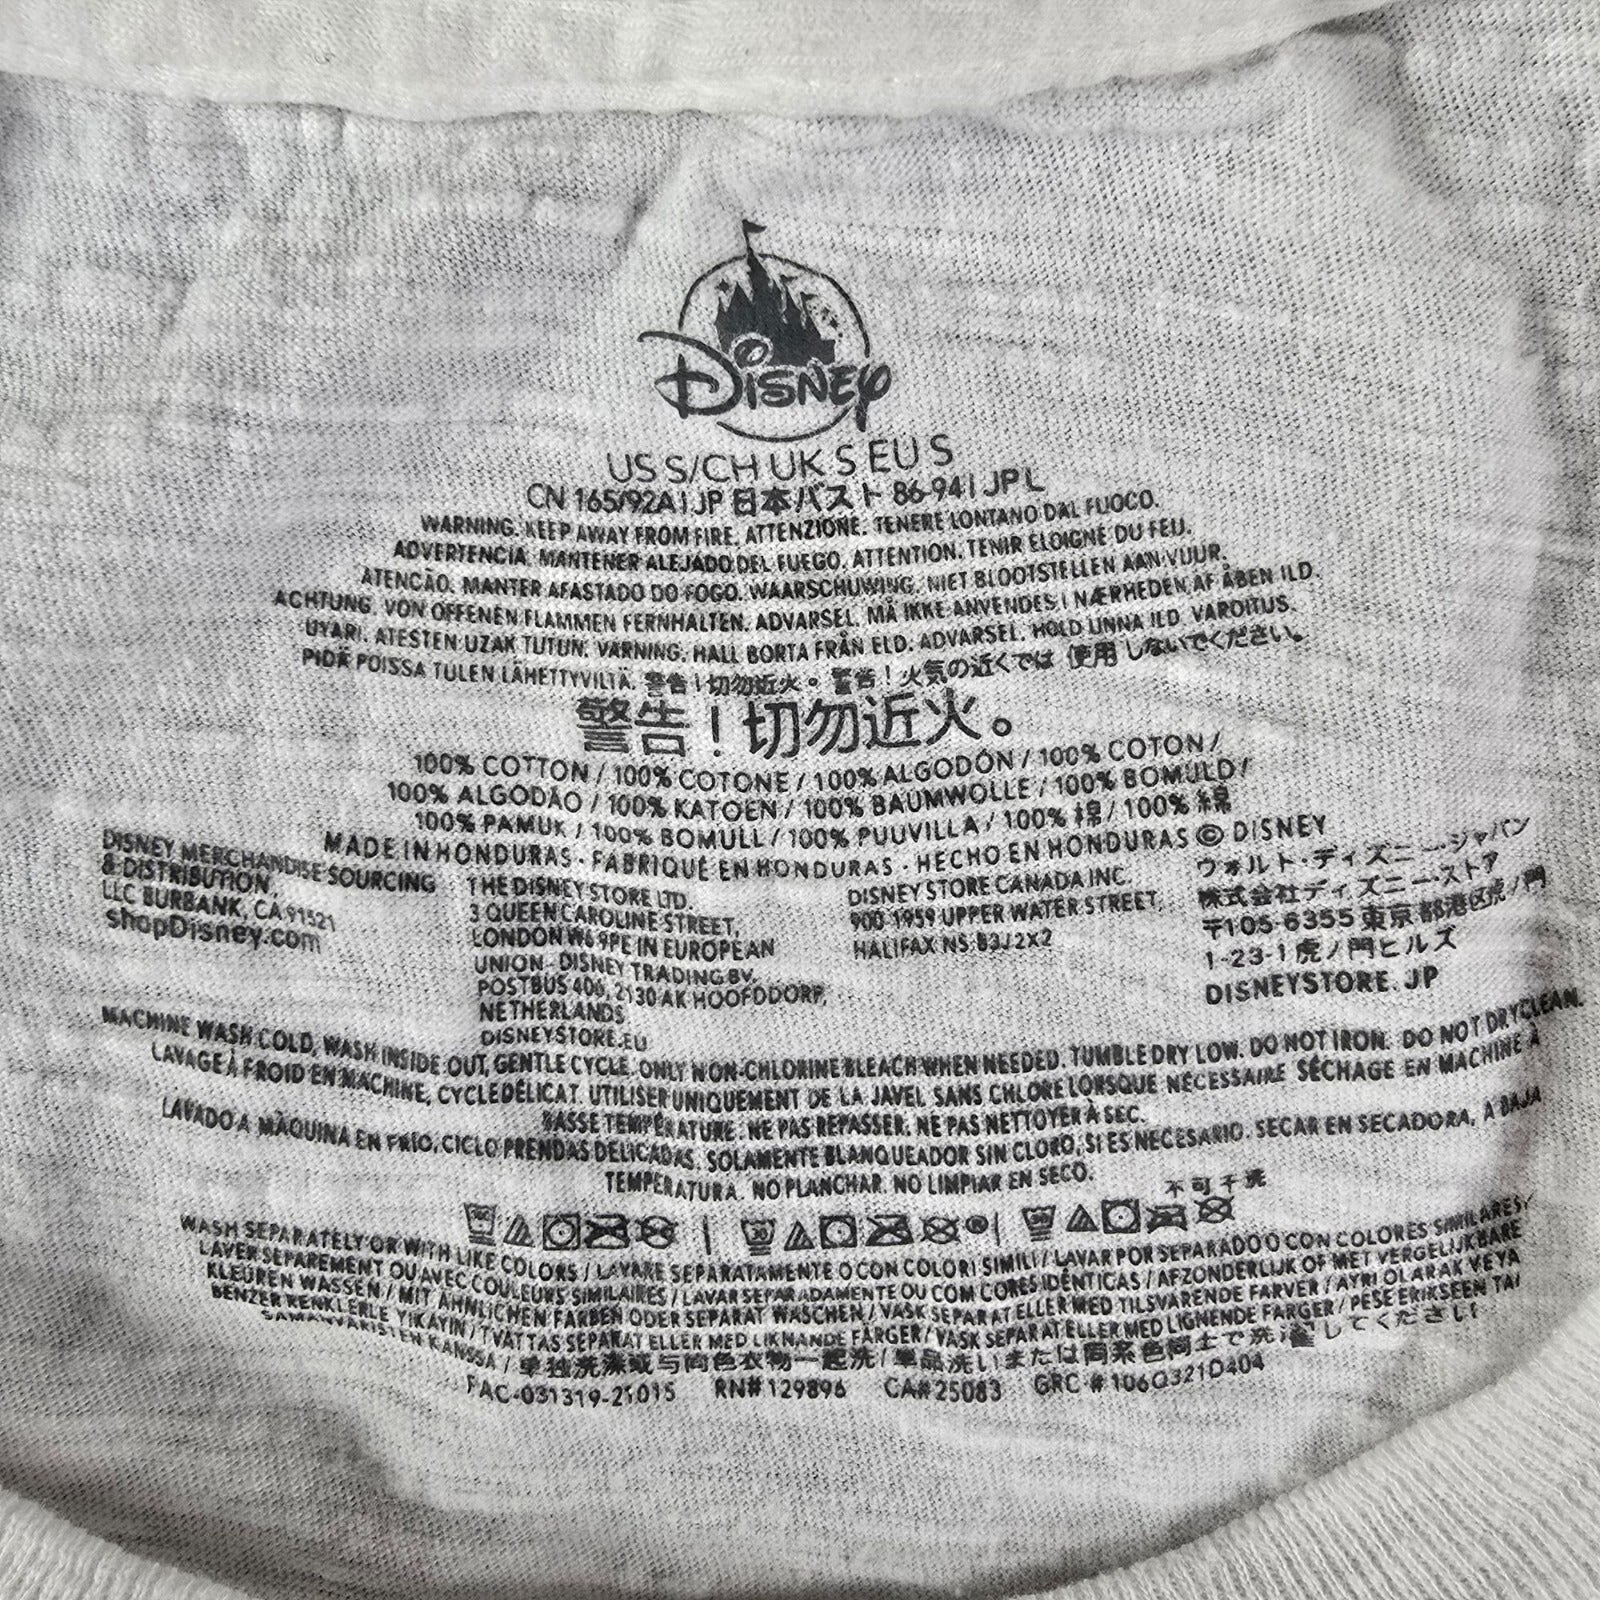 Disney
US S/CH UK S EU S
CN 165/92A | JP 日本バスト 86-94 | JP L
WARNING. KEEP AWAY FROM FIRE. ATTENZIONE. TENERE LONTANO DAL FUOCO.
ADVERTENCIA. MANTENER ALEJADO DEL FUEGO. ATTENTION. TENIR ELOIGNE DU FEU.
ATENCÃO. MANTER AFASTADO DO FOGO. WAARSCHUWING. NIET BLOOTSTELLEN AAN VUUR.
ACHTUNG. VON OFFENEN FLAMMEN FERNHALTEN. ADVARSEL. MÅ IKKE ANVENDES I NÆRHEDEN AF ÅBEN ILD.
UYARI. ATESTEN UZAK TUTUN. VARNING. HALL BORTA FRÅN ELD. ADVARSEL. HOLD UNNA ILD. VAROITUS.
PIDÄ POISSA TULEN LÄHETTYVILTÄ. 警告！切勿近火。警告！火気の近くでは 使用 しないでください。
警告！切勿近火。
100% COTTON / 100% COTONE / 100% ALGODÓN / 100% COTON /
100% ALGODÃO / 100% KATOEN / 100% BAUMWOLLE / 100% BOMULD /
100% PAMUK / 100% BOMULL / 100% PUUVILLA / 100% 棉 / 100% 綿
MADE IN HONDURAS · FABRIQUÉ EN HONDURAS · HECHO EN HONDURAS © DISNEY
DISNEY MERCHANDISE SOURCING
& DISTRIBUTION,
LLC BURBANK, CA 91521
shopDisney.com
THE DISNEY STORE LTD.
3 QUEEN CAROLINE STREET,
LONDON W6 9PE IN EUROPEAN
UNION - DISNEY TRADING BV,
POSTBUS 406, 2130 AK HOOFDDORP,
NETHERLANDS
DISNEYSTORE.EU
DISNEY STORE CANADA INC.
900-1959 UPPER WATER STREET,
HALIFAX NS B3J 2X2
ウォルト・ディズニー・ジャパン
株式会社ディズニー・ストア
〒105-6355 東京都港区虎ノ門
1-23-1 虎ノ門ヒルズ
DISNEYSTORE.JP
MACHINE WASH COLD, WASH INSIDE OUT, GENTLE CYCLE. ONLY NON-CHLORINE BLEACH WHEN NEEDED. TUMBLE DRY LOW. DO NOT IRON. DO NOT DRYCLEAN.
LAVAGE À FROID EN MACHINE, CYCLE DÉLICAT. UTILISER UNIQUEMENT DE LA JAVEL SANS CHLORE LORSQUE NÉCESSAIRE SÉCHAGE EN MACHINE À
BASSE TEMPÉRATURE. NE PAS REPASSER. NE PAS NETTOYER À SEC.
LAVADO A MÀQUINA EN FRÍO, CICLO PRENDAS DELICADAS. SOLAMENTE BLANQUEADOR SIN CLORO, SI ES NECESARIO. SECAR EN SECADORA, A BAJA
TEMPERATURA. NO PLANCHAR. NO LIMPIAR EN SECO.
不可干洗
WASH SEPARATELY OR WITH LIKE COLORS / LAVARE SEPARATAMENTE O CON COLORI SIMILI / LAVAR POR SEPARADO O CON COLORES SIMILARES/
LAVER SEPAREMENT OU AVEC COULEURS SIMILAIRES / LAVAR SEPARADAMENTE OU COM CORES IDÊNTICAS / AFZONDERLIJK OF MET VERGELIJKBARE
KLEUREN WASSEN / MIT ÄHNLICHEN FARBEN ODER SEPARAT WASCHEN / VASK SEPARAT ELLER MED TILSVARENDE FARVER / AYRI OLARAK VEYA
BENZER RENKLERLE YIKAYIN / TVÄTTAS SEPARAT ELLER MED LIKNANDE FÄRGER / VASK SEPARAT ELLER MED LIGNENDE FARGER / PESE ERIKSEEN TAI
SAMANVÄRISTEN KANSSA / 单独洗涤或与同色衣物一起洗 / 単品洗いまたは同系色同士で洗濯してください
FAC-031319-21015 RN# 129896 CA# 25083 GRC # 106Q321D404